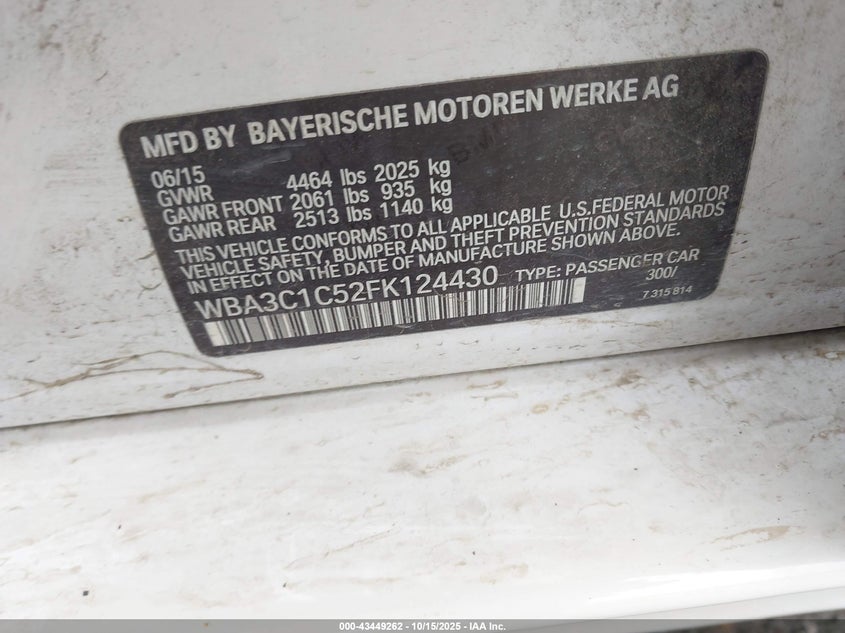 MFD BY BAYERISCHE MOTOREN WERKE AG
06/15
GVWR 4464 lbs 2025 kg
GAWR FRONT 2061 lbs 935 kg
GAWR REAR 2513 lbs 1140 kg
THIS VEHICLE CONFORMS TO ALL APPLICABLE U.S.FEDERAL MOTOR
VEHICLE SAFETY, BUMPER AND THEFT PREVENTION STANDARDS
IN EFFECT ON THE DATE OF MANUFACTURE SHOWN ABOVE.
WBA3C1C52FK124430 TYPE: PASSENGER CAR
300/
7 315 814
000-43449262 - 10/15/2025 - IAA Inc.